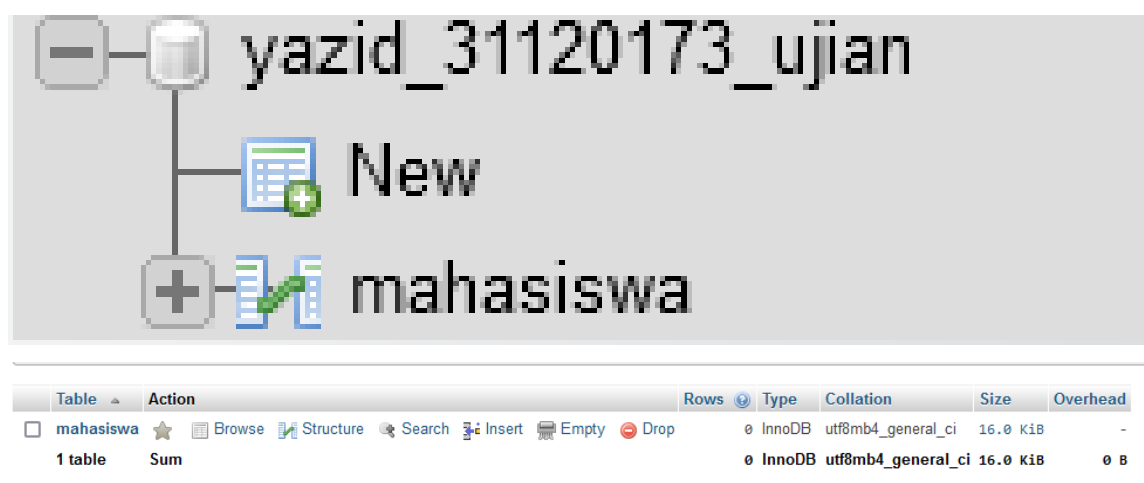 yazid_31120173_ujian
New
mahasiswa
Table Action Rows Type Collation Size Overhead
mahasiswa Browse Structure Search Insert Empty Drop 0 InnoDB utf8mb4_general_ci 16.0 KiB -
1 table Sum 0 InnoDB utf8mb4_general_ci 16.0 KiB 0 B